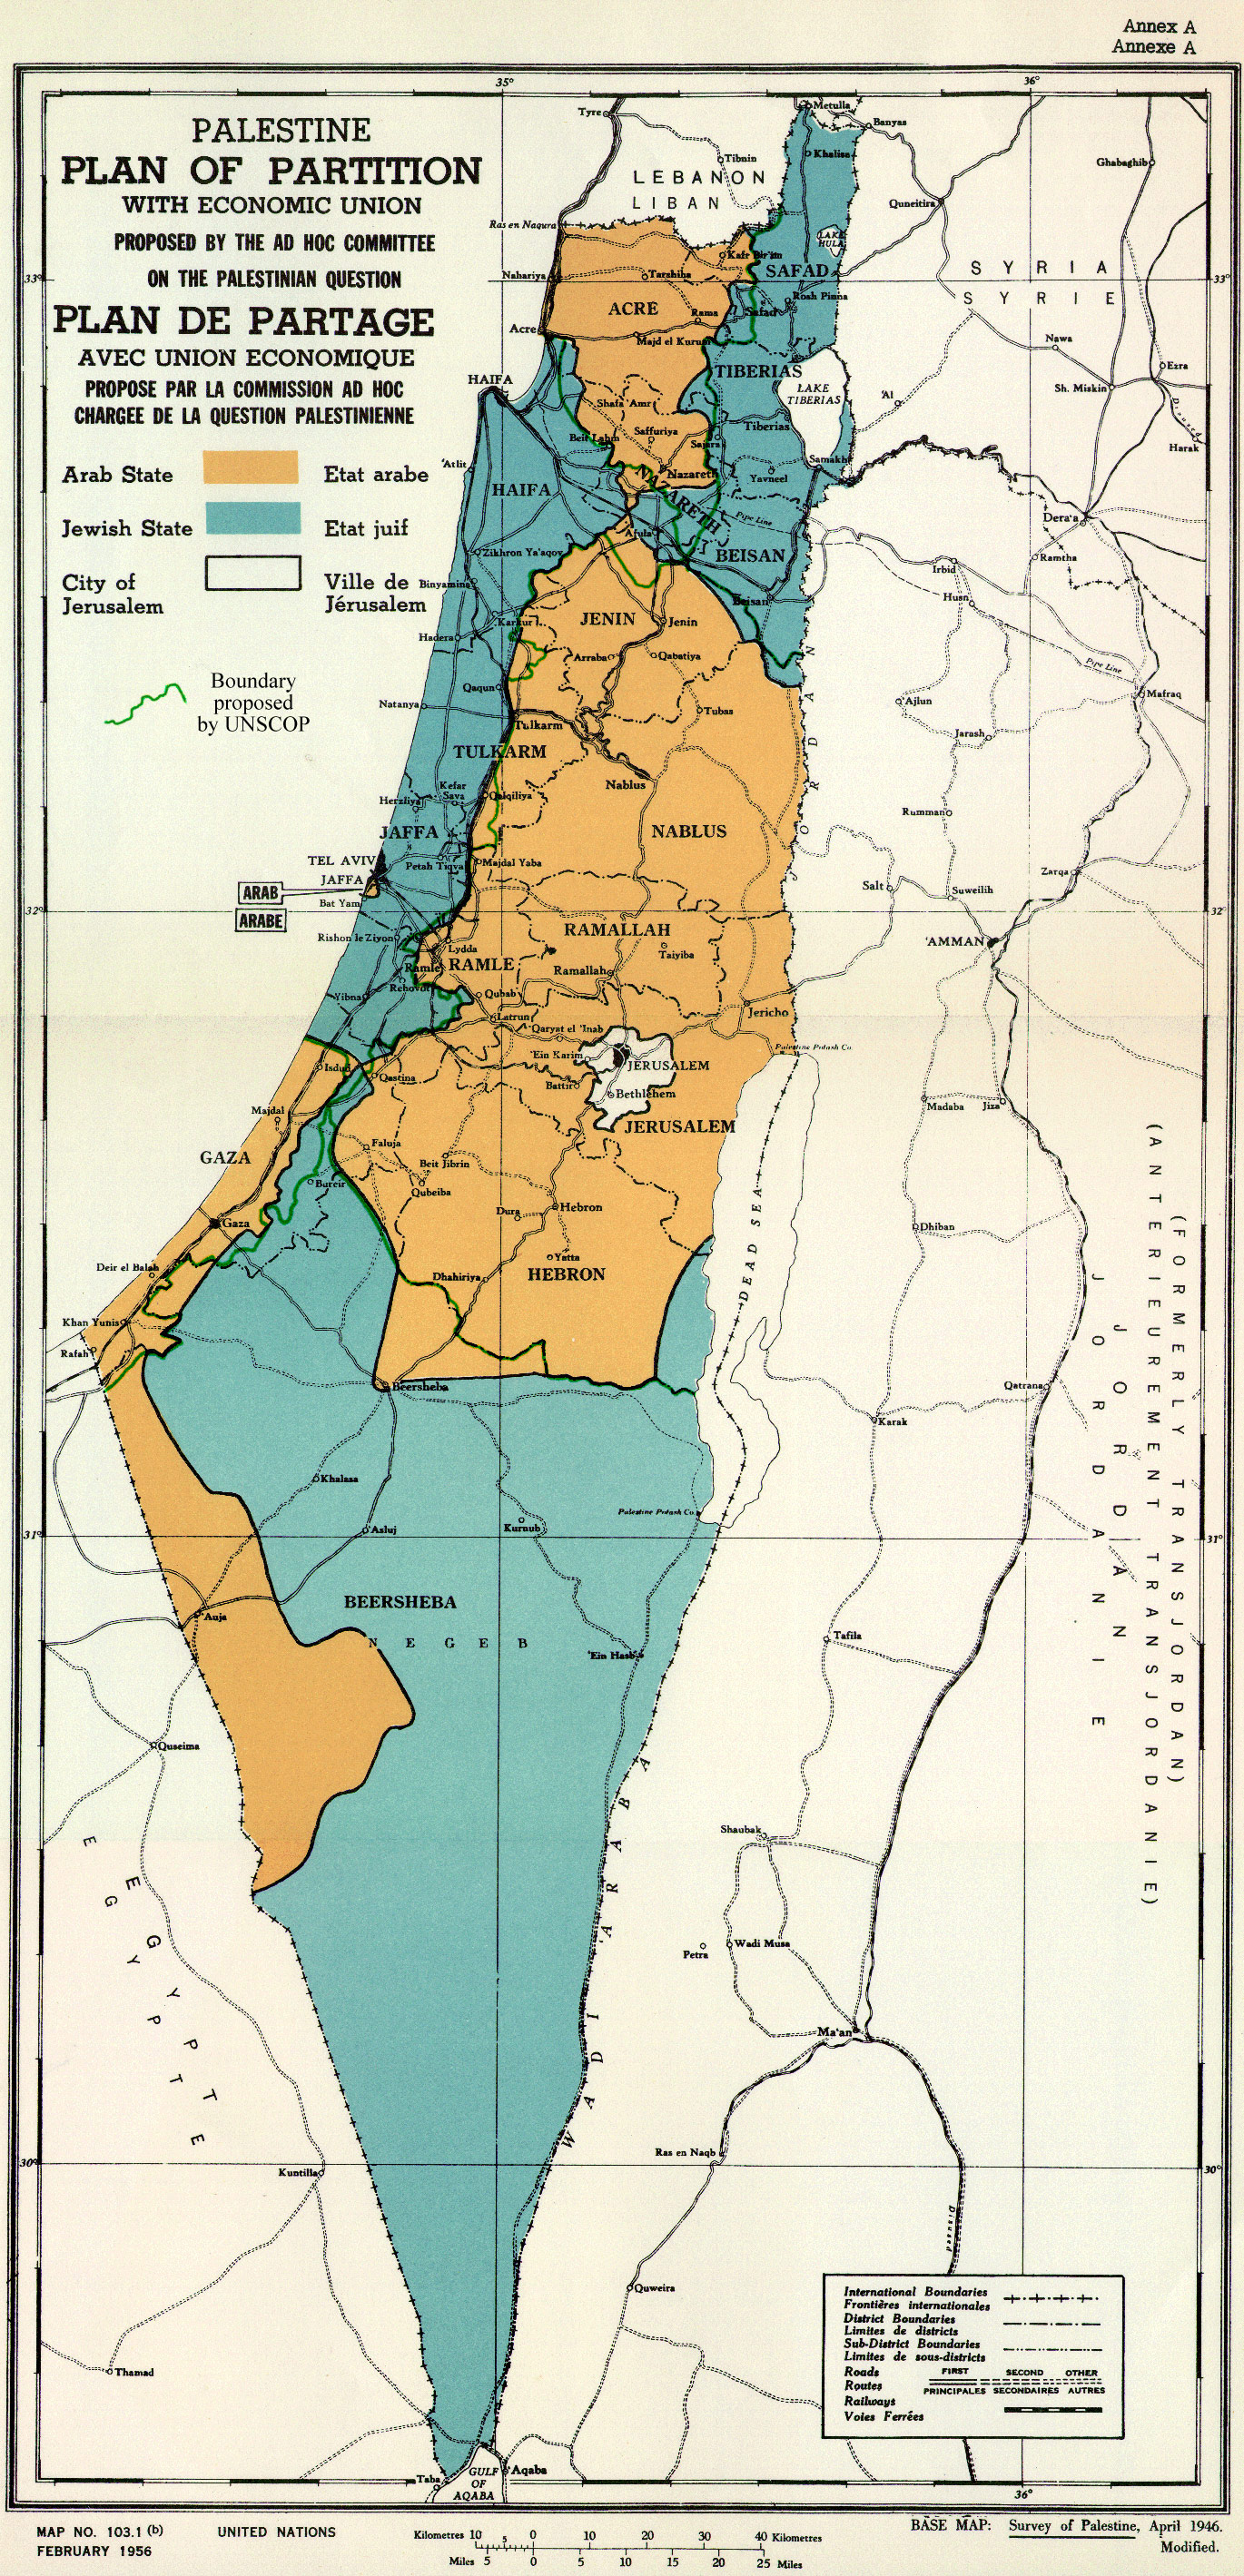 Annex A
Annexe A
35°
36°
PALESTINE
PLAN OF PARTITION
WITH ECONOMIC UNION
PROPOSED BY THE AD HOC COMMITTEE
ON THE PALESTINIAN QUESTION
PLAN DE PARTAGE
AVEC UNION ECONOMIQUE
PROPOSE PAR LA COMMISSION AD HOC
CHARGEE DE LA QUESTION PALESTINIENNE
Arab State
Etat arabe
Jewish State
Etat juif
City of
Jerusalem
Ville de
Jérusalem
Boundary
proposed
by UNSCOP
Metulla
Tyre
Banyas
Khalisa
Tibnin
Ghabaghib
LEBANON
LIBAN
Quneitira
Ras en Naqura
LAKE
HULA
Kafr Bir'im
SAFAD
SYRIA
SYRIE
33°
33°
Nahariya
Tarshiha
Rosh Pinna
ACRE
Rama
Safad
Acre
Majd el Kurum
Nawa
TIBERIAS
Ezra
HAIFA
LAKE
TIBERIAS
Sh. Miskin
'Al
Shafa 'Amr
Tiberias
Beit Lahm
Saffuriya
Sajara
Harak
'Atlit
Samakh
Nazareth
Yavneel
NAZARETH
HAIFA
Pipe Line
Dera'a
Afula
Zikhron Ya'aqov
BEISAN
Ramtha
Irbid
Binyamina
Husn
Beisan
Karkur
JENIN
Jenin
Hadera
Arraba
Qabatiya
Pipe Line
Qaqun
Mafraq
Natanya
'Ajlun
Tubas
Tulkarm
Jarash
TULKARM
JORDAN
Nablus
Kefar
Sava
Herzliya
Qalqiliya
Rumman
JAFFA
NABLUS
TEL AVIV
Petah Tiqva
Majdal Yaba
JAFFA
Zarqa
ARAB
Salt
Suweilih
Bat Yam
32°
32°
ARABE
RAMALLAH
Rishon le Ziyon
'AMMAN
Lydda
Taiyiba
Ramle
RAMLE
Ramallah
Rehovot
Yibna
Qubab
Jericho
Latrun
Qaryat el 'Inab
Palestine Potash Co.
'Ein Karim
JERUSALEM
Isdud
Qastina
Battir
Bethlehem
Madaba
Jiza
Majdal
JERUSALEM
Faluja
GAZA
Beit Jibrin
Bureir
Qubeiba
DEAD SEA
Hebron
Dura
Gaza
Dhiban
Yatta
Deir el Balah
Dhahiriya
HEBRON
Khan Yunis
Rafah
Beersheba
Qatrana
Karak
Khalasa
Palestine Potash Co.
Kurnub
'Asluj
31°
31°
BEERSHEBA
'Auja
NEGEB
'Ein Hasb
Tafila
Quseima
JORDAN
JORDANIE
(FORMERLY TRANSJORDAN)
(ANTERIEUREMENT TRANSJORDANIE)
Shaubak
EGYPT
EGYPTE
WADI 'ARABA
Petra
Wadi Musa
Ma'an
30°
30°
Ras en Naqb
Kuntilla
Disused
Quweira
Thamad
International Boundaries
Frontières internationales
District Boundaries
Limites de districts
Sub-District Boundaries
Limites de sous-districts
Roads FIRST SECOND OTHER
Routes PRINCIPALES SECONDAIRES AUTRES
Railways
Voies Ferrées
Taba
GULF
OF
AQABA
Aqaba
36°
MAP NO. 103.1 (b)
FEBRUARY 1956
UNITED NATIONS
Kilometres 10 5 0 10 20 30 40 Kilometres
Miles 5 0 5 10 15 20 25 Miles
BASE MAP: Survey of Palestine, April 1946.
Modified.